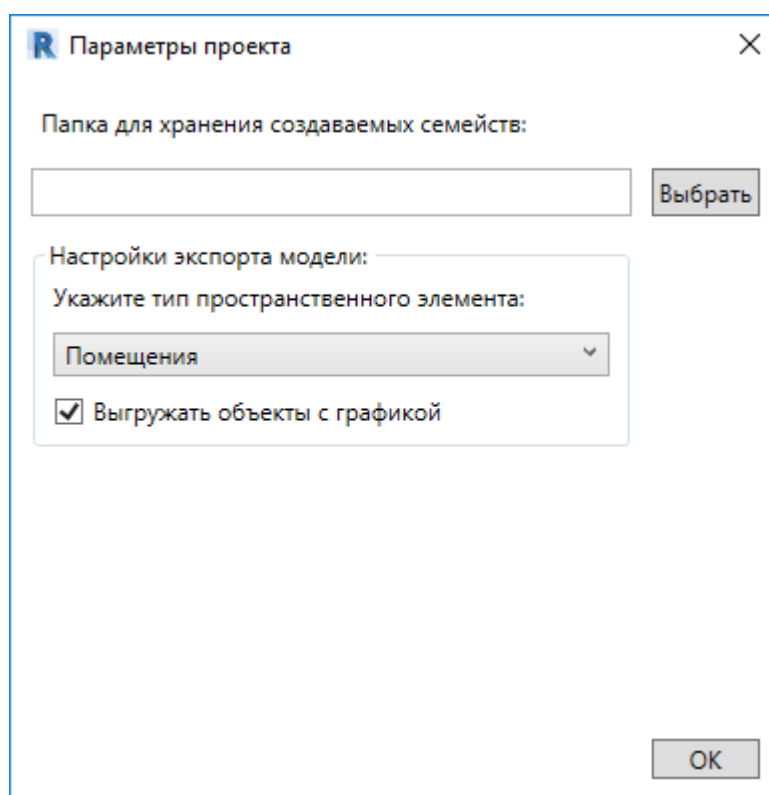 Параметры проекта
Папка для хранения создаваемых семейств:
Выбрать
Настройки экспорта модели:
Укажите тип пространственного элемента:
Помещения
Выгружать объекты с графикой
OK